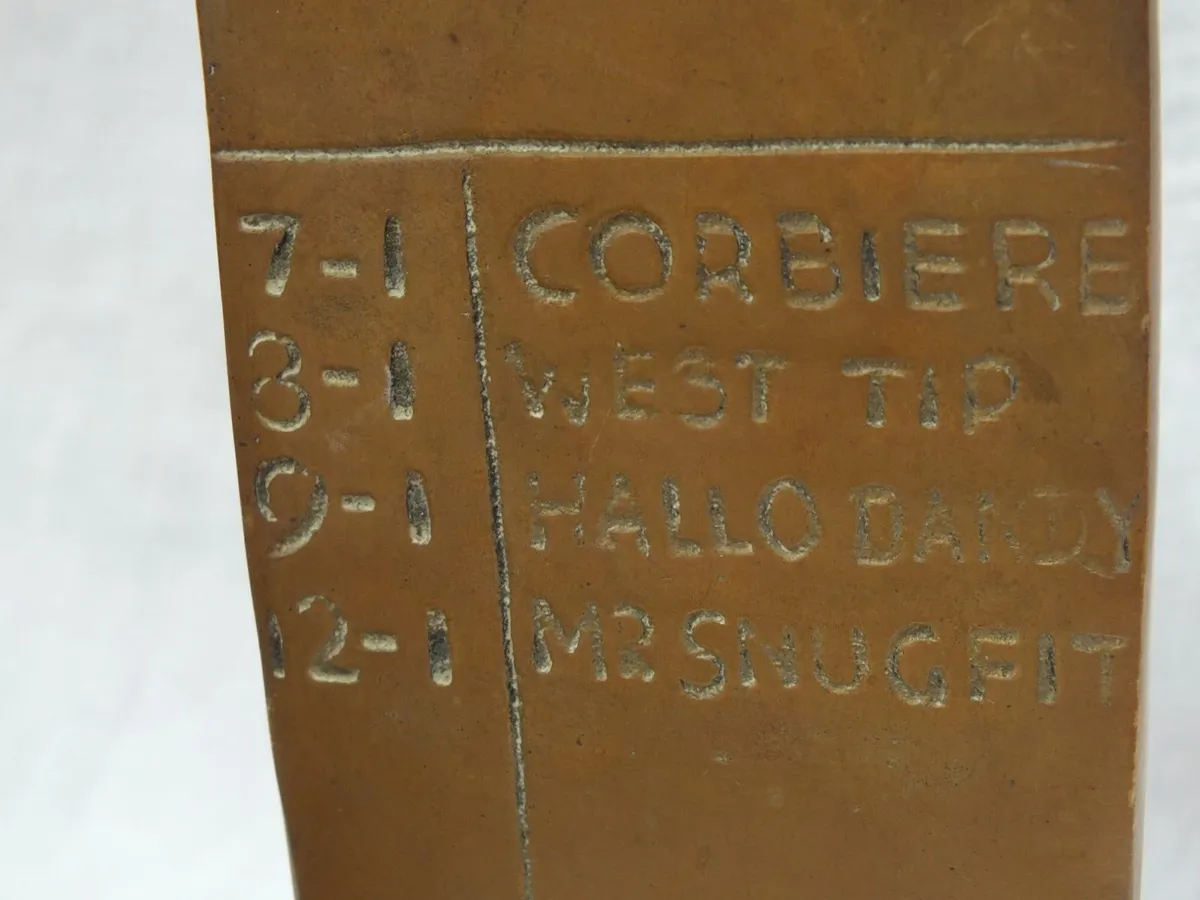 7-1 CORBIERE
3-1 WEST TIP
9-1 HALLO DANDY
12-1 MR SNUGFIT